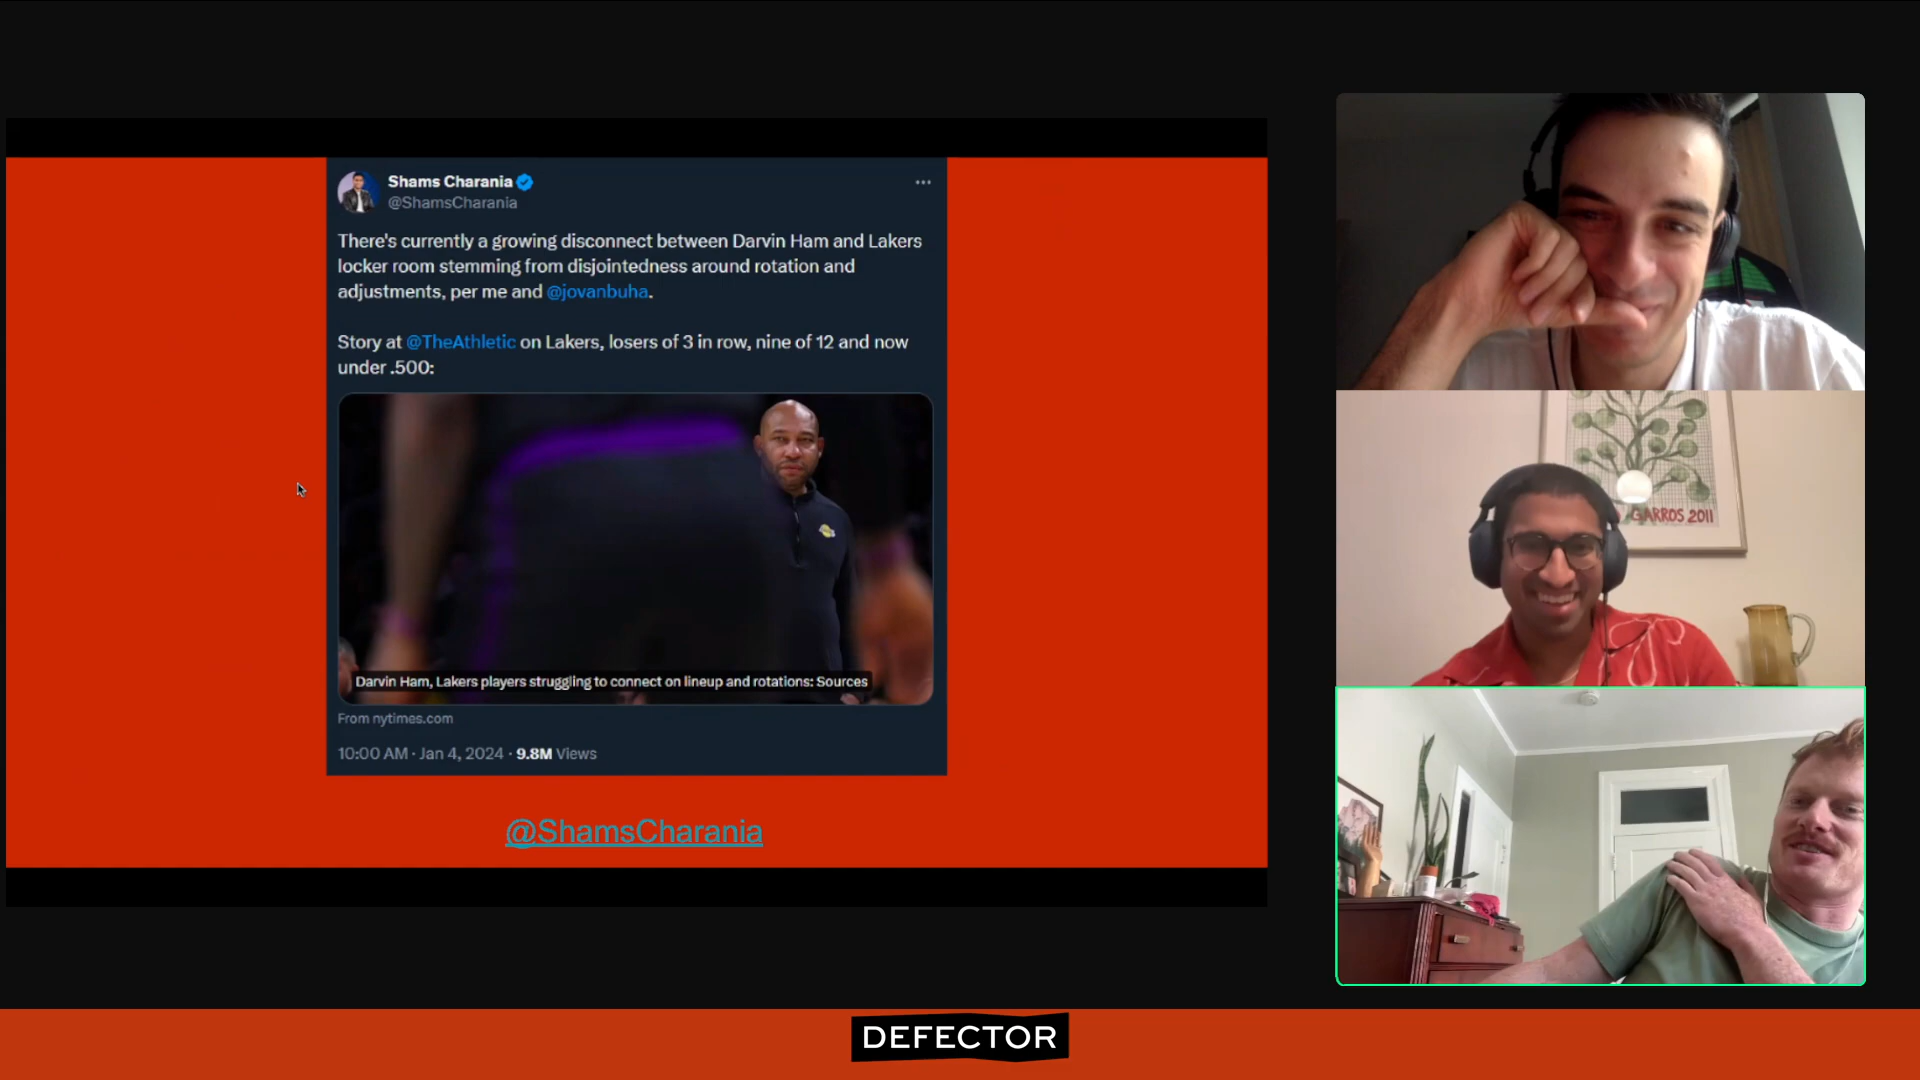 Shams Charania
@ShamsCharania
There's currently a growing disconnect between Darvin Ham and Lakers
locker room stemming from disjointedness around rotation and
adjustments, per me and @jovanbuha.
Story at @TheAthletic on Lakers, losers of 3 in row, nine of 12 and now
under .500:
Darvin Ham, Lakers players struggling to connect on lineup and rotations: Sources
From nytimes.com
10:00 AM · Jan 4, 2024 · 9.8M Views
@ShamsCharania
GARROS 2011
DEFECTOR